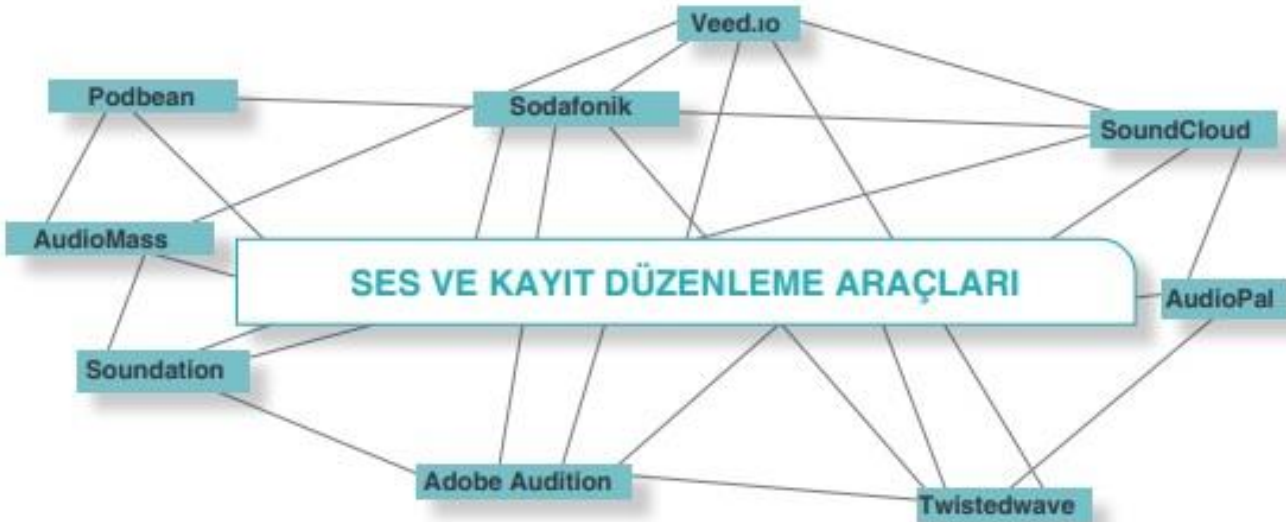 Veed.ıo
Podbean
Sodafonik
SoundCloud
AudioMass
SES VE KAYIT DÜZENLEME ARAÇLARI
AudioPal
Soundation
Adobe Audition
Twistedwave